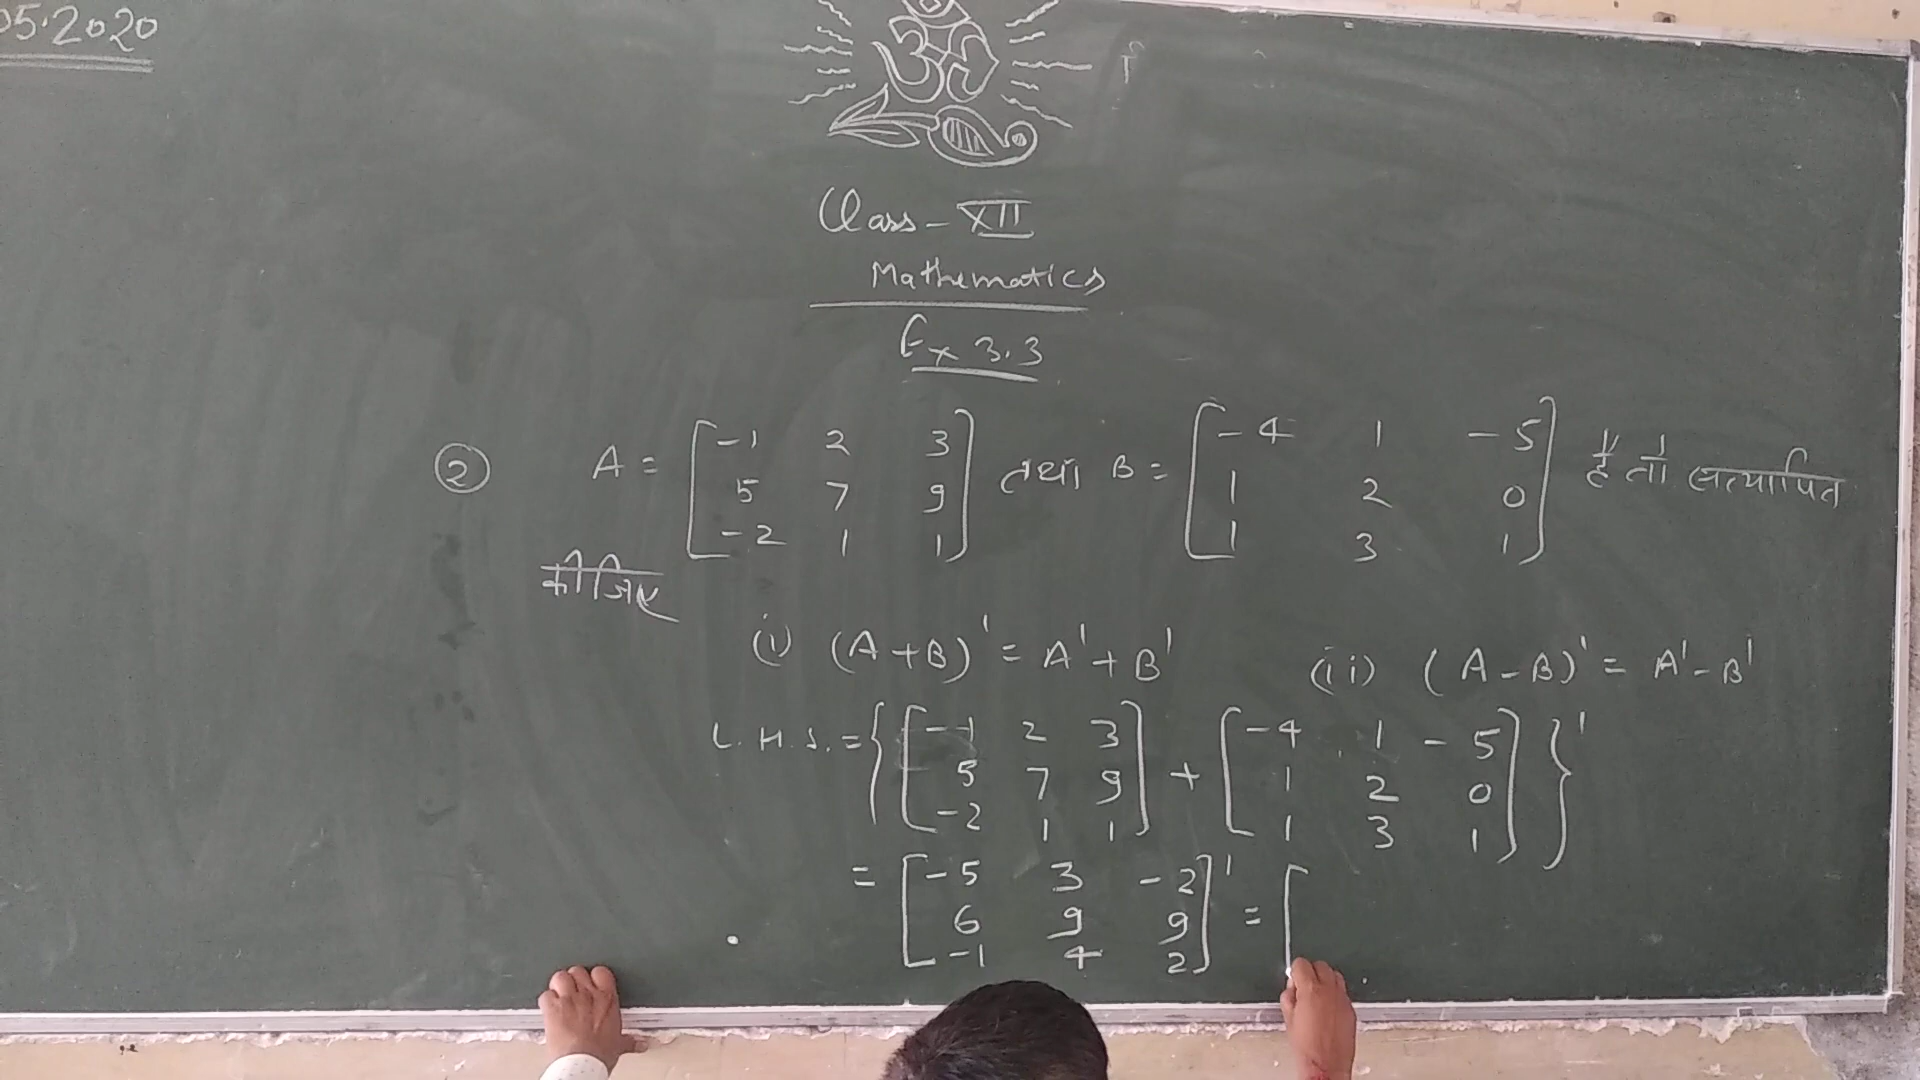 05.2020
ॐ
Class - XII
Mathematics
Ex 3.3
② A = [ -1 2 3 तथा B = [ -4 1 -5 ] है तो सत्यापित
5 7 9 1 2 0
-2 1 1 ] 1 3 1 ]
कीजिए
(i) (A+B)' = A'+B' (ii) (A-B)' = A'-B'
L.H.S. = { [ -1 2 3 ] + [ -4 1 -5 ] }'
5 7 9 1 2 0
-2 1 1 1 3 1
= [ -5 3 -2 ]' = [
6 9 9
-1 4 2